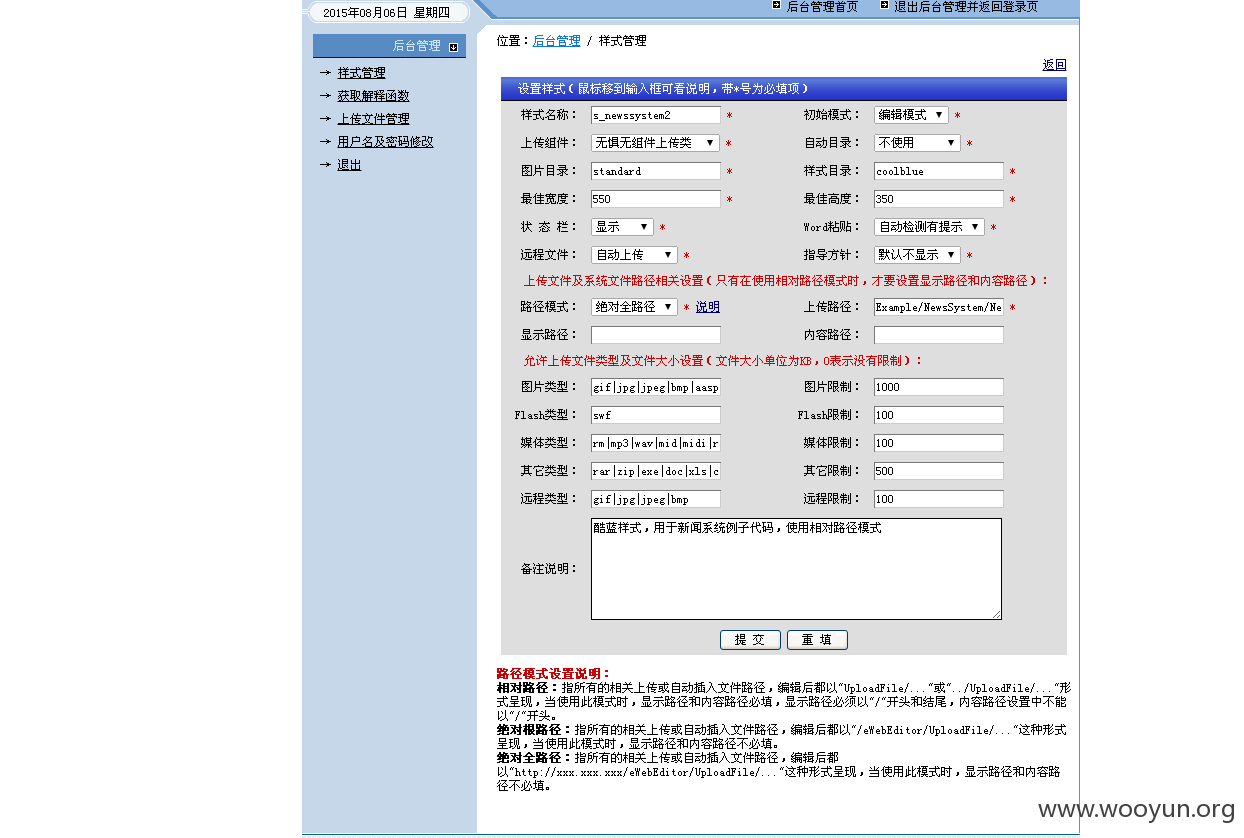 2015年08月06日 星期四
后台管理首页 退出后台管理并返回登录页
后台管理
样式管理
获取解释函数
上传文件管理
用户名及密码修改
退出
位置：后台管理 / 样式管理
返回
设置样式（鼠标移到输入框可看说明，带*号为必填项）
样式名称： s_newssystem2 * 初始模式： 编辑模式 *
上传组件： 无惧无组件上传类 * 自动目录： 不使用 *
图片目录： standard * 样式目录： coolblue *
最佳宽度： 550 * 最佳高度： 350 *
状 态 栏： 显示 * Word粘贴： 自动检测有提示 *
远程文件： 自动上传 * 指导方针： 默认不显示 *
上传文件及系统文件路径相关设置（只有在使用相对路径模式时，才要设置显示路径和内容路径）：
路径模式： 绝对全路径 * 说明 上传路径： Example/NewsSystem/Ne *
显示路径： 内容路径：
允许上传文件类型及文件大小设置（文件大小单位为KB，0表示没有限制）：
图片类型： gif|jpg|jpeg|bmp|aasp 图片限制： 1000
Flash类型： swf Flash限制： 100
媒体类型： rm|mp3|wav|mid|midi|r 媒体限制： 100
其它类型： rar|zip|exe|doc|xls|c 其它限制： 500
远程类型： gif|jpg|jpeg|bmp 远程限制： 100
备注说明： 酷蓝样式，用于新闻系统例子代码，使用相对路径模式
提 交 重 填
路径模式设置说明：
相对路径：指所有的相关上传或自动插入文件路径，编辑后都以"UploadFile/..."或"../UploadFile/..."形
式呈现，当使用此模式时，显示路径和内容路径必填，显示路径必须以"/"开头和结尾，内容路径设置中不能
以"/"开头。
绝对根路径：指所有的相关上传或自动插入文件路径，编辑后都以"/eWebEditor/UploadFile/..."这种形式
呈现，当使用此模式时，显示路径和内容路径不必填。
绝对全路径：指所有的相关上传或自动插入文件路径，编辑后都
以"http://xxx.xxx.xxx/eWebEditor/UploadFile/..."这种形式呈现，当使用此模式时，显示路径和内容路
径不必填。
www.wooyun.org